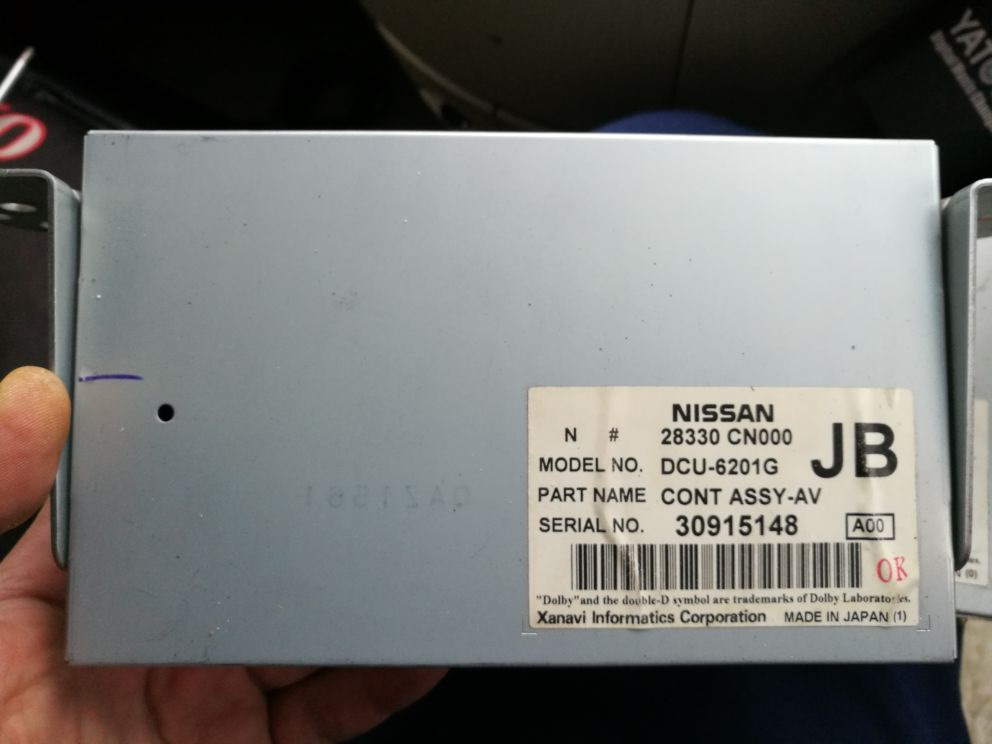 YATO
NISSAN
N # 28330 CN000
JB
MODEL NO. DCU-6201G
PART NAME CONT ASSY-AV
SERIAL NO. 30915148 A00
OK
"Dolby"and the double-D symbol are trademarks of Dolby Laboratories.
Xanavi Informatics Corporation MADE IN JAPAN (1)